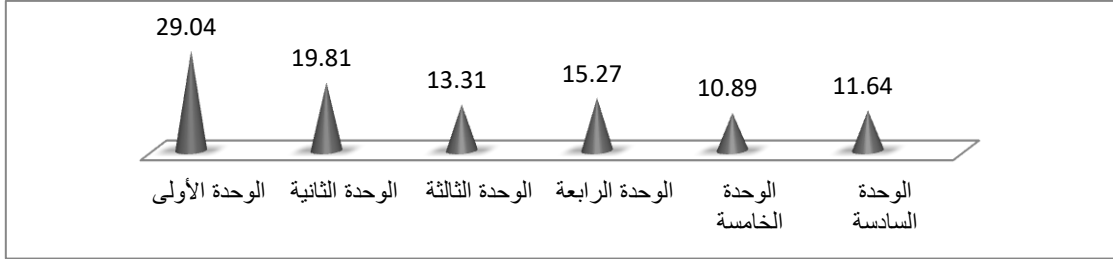 29.04
19.81
13.31
15.27
10.89
11.64
الوحدة الأولى
الوحدة الثانية
الوحدة الثالثة
الوحدة الرابعة
الوحدة
الخامسة
الوحدة
السادسة